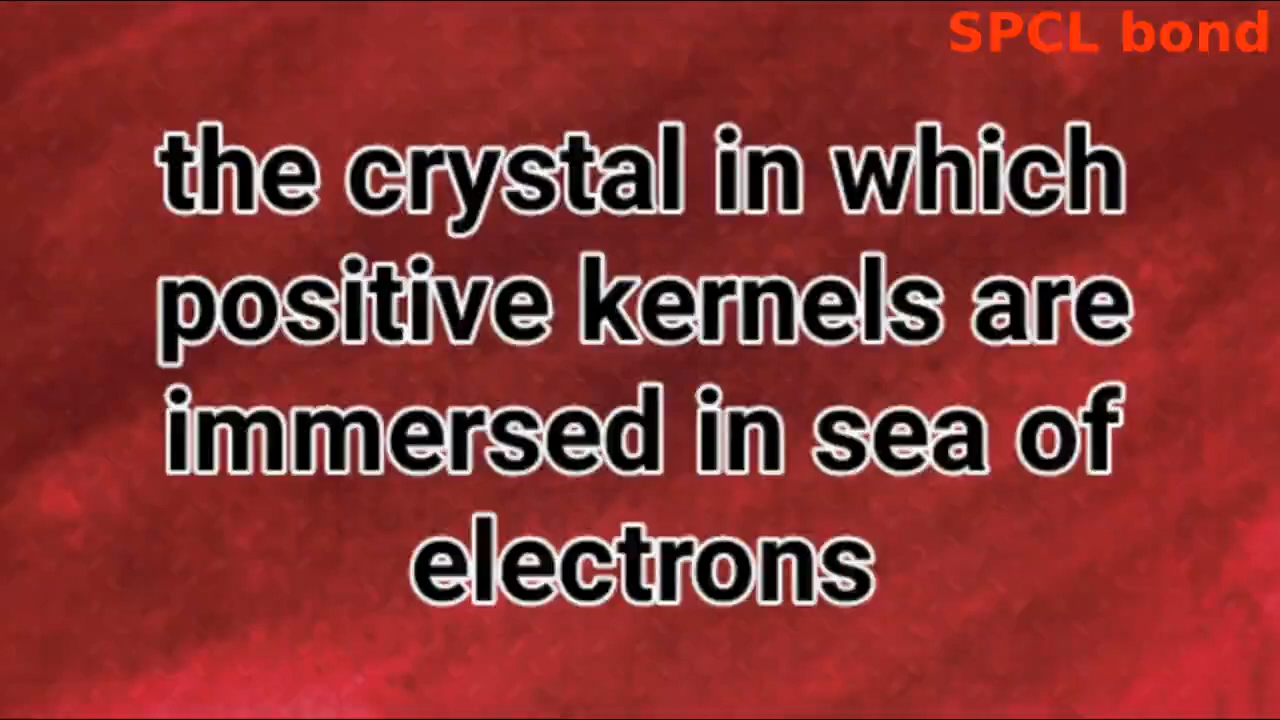 SPCL bond
the crystal in which
positive kernels are
immersed in sea of
electrons